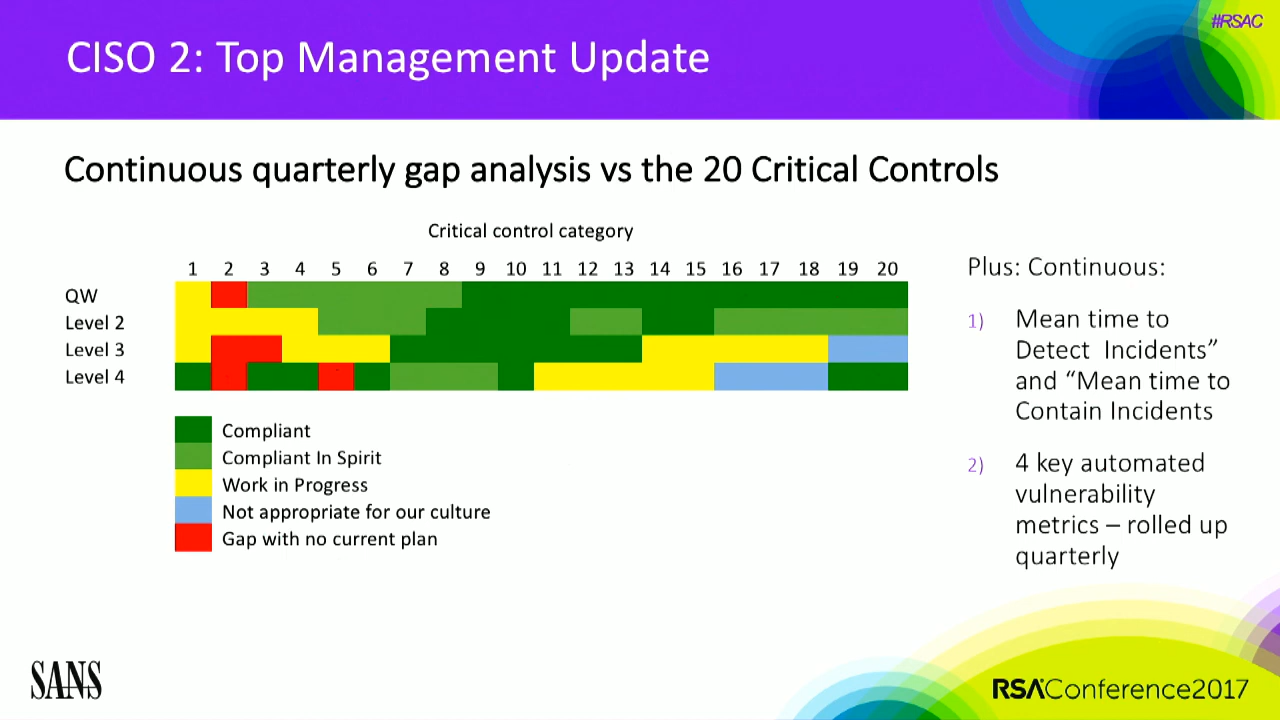 #RSAC
CISO 2: Top Management Update
Continuous quarterly gap analysis vs the 20 Critical Controls
Critical control category
1 2 3 4 5 6 7 8 9 10 11 12 13 14 15 16 17 18 19 20
QW
Level 2
Level 3
Level 4
Compliant
Compliant In Spirit
Work in Progress
Not appropriate for our culture
Gap with no current plan
Plus: Continuous:
1) Mean time to
Detect Incidents”
and “Mean time to
Contain Incidents
2) 4 key automated
vulnerability
metrics – rolled up
quarterly
SANS
RSAConference2017